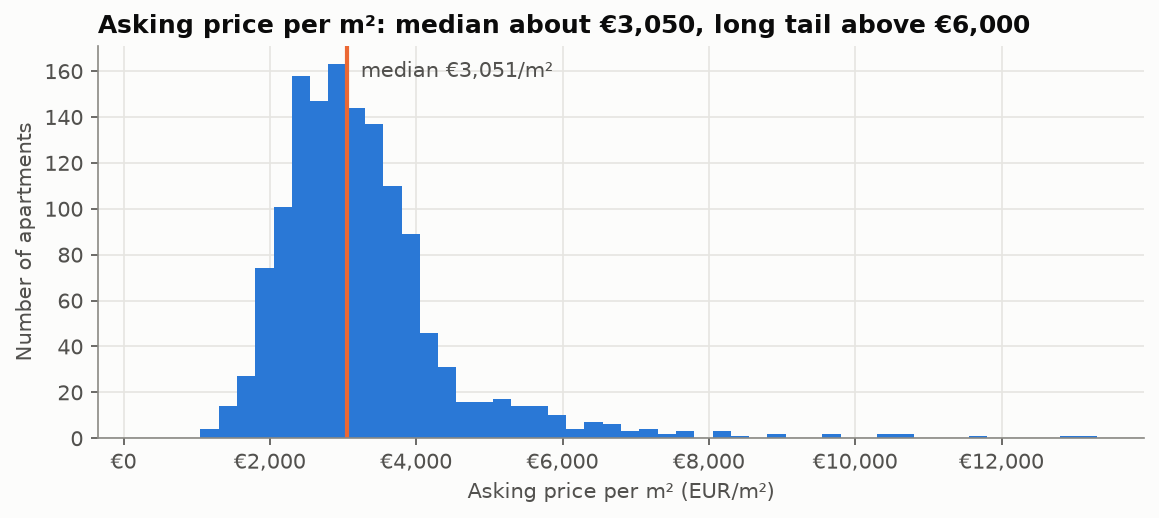 Asking price per m²: median about €3,050, long tail above €6,000
median €3,051/m²
Number of apartments
160
140
120
100
80
60
40
20
0
€0 €2,000 €4,000 €6,000 €8,000 €10,000 €12,000
Asking price per m² (EUR/m²)